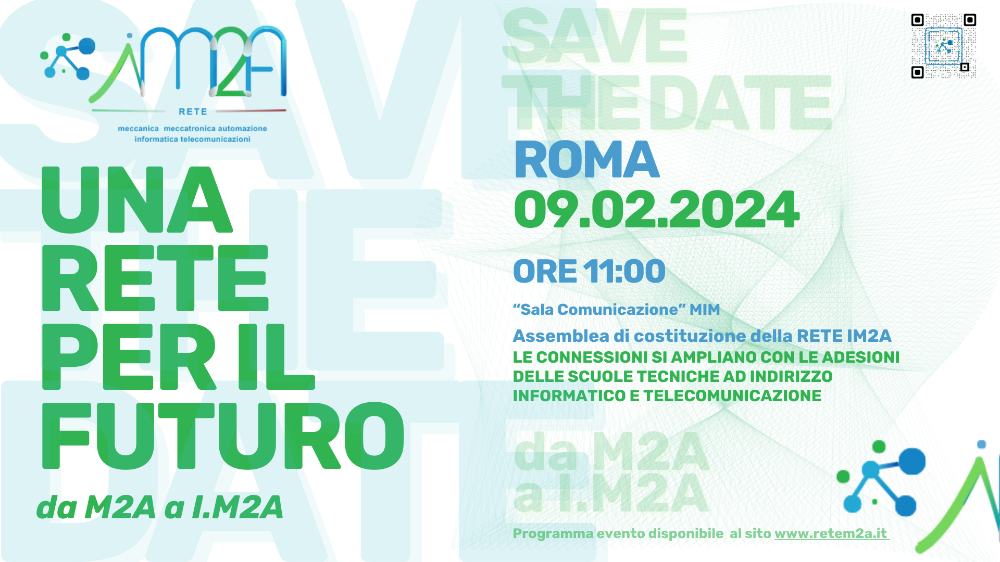 SAVE
THE
DATE
iM2A
RETE
meccanica meccatronica automazione
informatica telecomunicazioni
UNA
RETE
PER IL
FUTURO
da M2A a I.M2A
SAVE
THE DATE
ROMA
09.02.2024
ORE 11:00
“Sala Comunicazione” MIM
Assemblea di costituzione della RETE IM2A
LE CONNESSIONI SI AMPLIANO CON LE ADESIONI
DELLE SCUOLE TECNICHE AD INDIRIZZO
INFORMATICO E TELECOMUNICAZIONE
da M2A
a I.M2A
Programma evento disponibile al sito www.retem2a.it